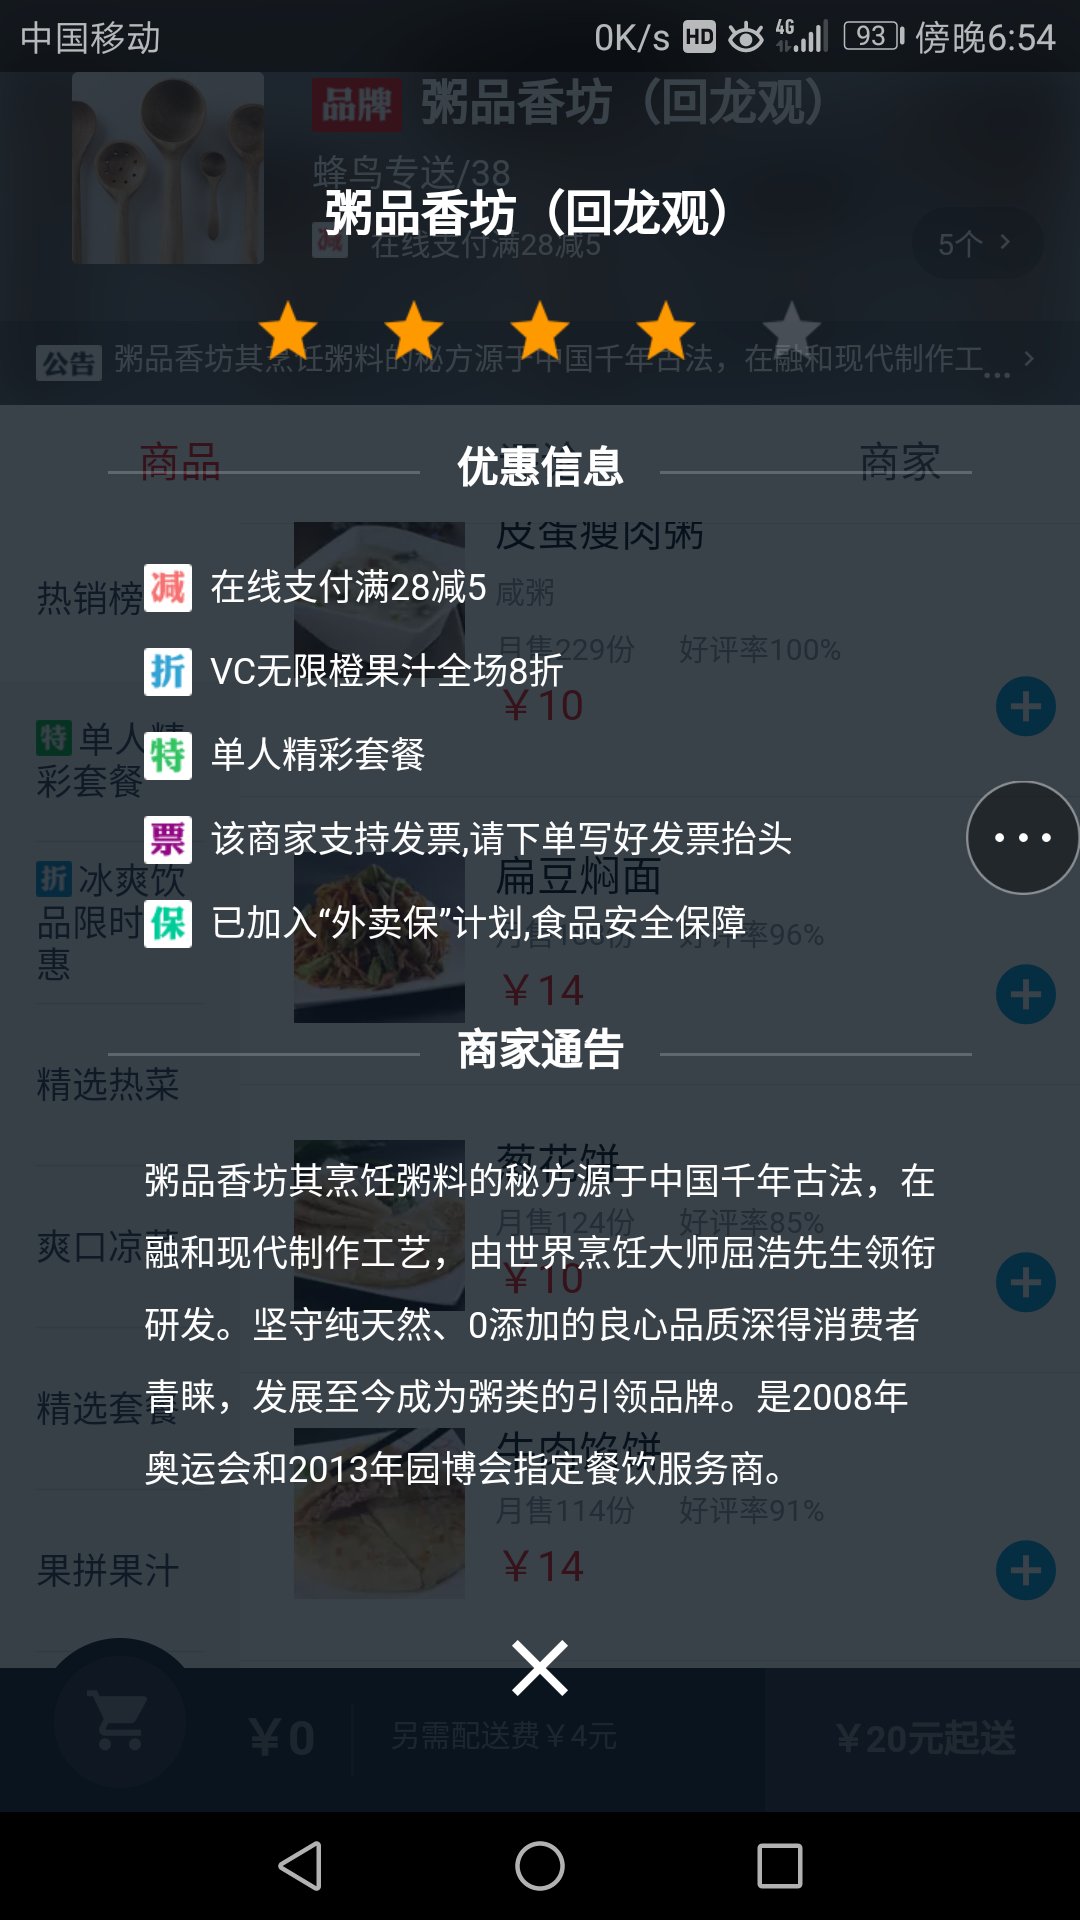 中国移动 0K/s HD 4G 93 傍晚6:54
品牌 粥品香坊（回龙观）
蜂鸟专送/38
粥品香坊（回龙观）
减 在线支付满28减5 5个
公告 粥品香坊其烹饪粥料的秘方源于中国千年古法，在融和现代制作工...
商品 商家
优惠信息
皮蛋瘦肉粥
热销榜
减 在线支付满28减5
咸粥
月售229份 好评率100%
折 VC无限橙果汁全场8折
￥10
特 单人精
彩套餐
特 单人精彩套餐
票 该商家支持发票,请下单写好发票抬头
扁豆焖面
折 冰爽饮
品限时
惠
保 已加入“外卖保”计划,食品安全保障
好评率96%
￥14
商家通告
精选热菜
葱花饼
粥品香坊其烹饪粥料的秘方源于中国千年古法，在
月售124份 好评率85%
爽口凉菜
融和现代制作工艺，由世界烹饪大师屈浩先生领衔
￥10
研发。坚守纯天然、0添加的良心品质深得消费者
精选套餐
青睐，发展至今成为粥类的引领品牌。是2008年
牛肉馅饼
奥运会和2013年园博会指定餐饮服务商。
月售114份 好评率91%
￥14
果拼果汁
￥0 另需配送费￥4元 ￥20元起送